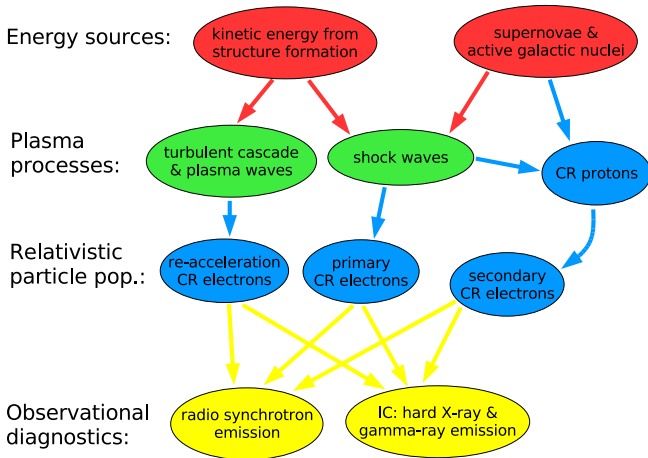 Energy sources:
kinetic energy from
structure formation
supernovae &
active galactic nuclei
Plasma
processes:
turbulent cascade
& plasma waves
shock waves
CR protons
Relativistic
particle pop.:
re-acceleration
CR electrons
primary
CR electrons
secondary
CR electrons
Observational
diagnostics:
radio synchrotron
emission
IC: hard X-ray &
gamma-ray emission